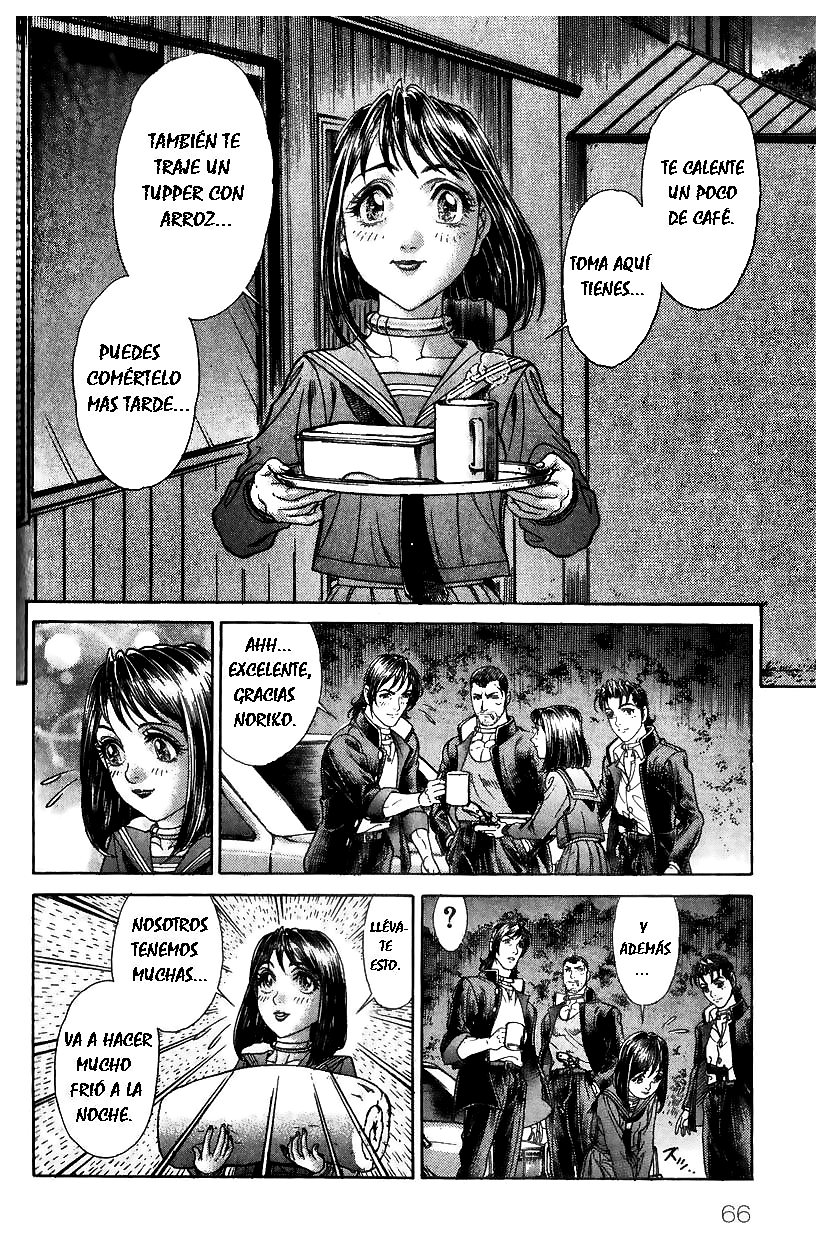 TE CALENTE
UN POCO
DE CAFÉ.
TOMA AQUÍ
TIENES...
TAMBIÉN TE
TRAJE UN
TUPPER CON
ARROZ...
PUEDES
COMÉRTELO
MAS TARDE...
AHH...
EXCELENTE,
GRACIAS
NORIKO.
?
Y
ADEMÁS
...
ズッ..
LLÉVA-
TE
ESTO.
NOSOTROS
TENEMOS
MUCHAS...
VA A HACER
MUCHO
FRIÓ A LA
NOCHE.
66